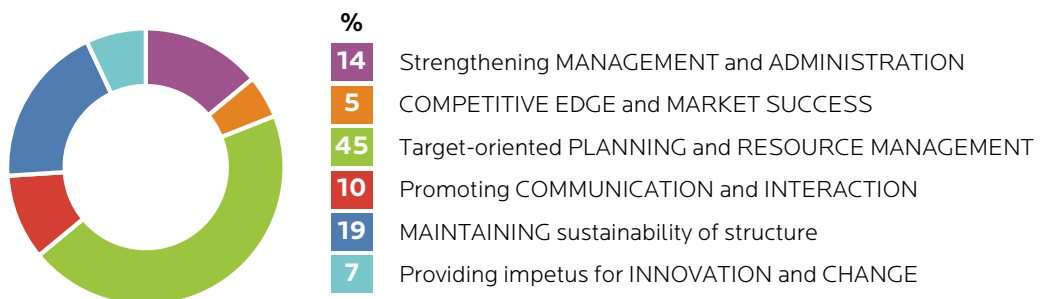 %
14 Strengthening MANAGEMENT and ADMINISTRATION
5 COMPETITIVE EDGE and MARKET SUCCESS
45 Target-oriented PLANNING and RESOURCE MANAGEMENT
10 Promoting COMMUNICATION and INTERACTION
19 MAINTAINING sustainability of structure
7 Providing impetus for INNOVATION and CHANGE